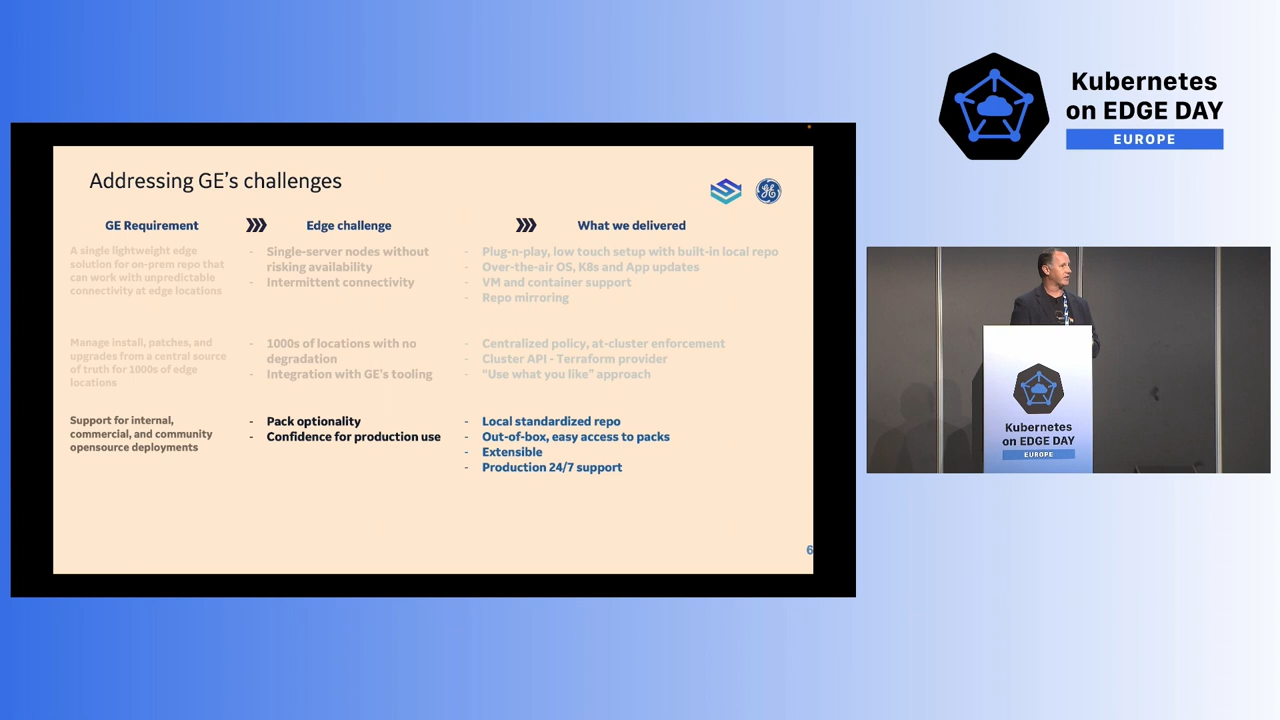 Kubernetes
on EDGE DAY
EUROPE
Addressing GE's challenges
GE Requirement
Edge challenge
What we delivered
A single lightweight edge
solution for on-prem repo that
can work with unpredictable
connectivity at edge locations
- Single-server nodes without
risking availability
- Intermittent connectivity
- Plug-n-play, low touch setup with built-in local repo
- Over-the-air OS, K8s and App updates
- VM and container support
- Repo mirroring
Manage install, patches, and
upgrades from a central source
of truth for 1000s of edge
locations
- 1000s of locations with no
degradation
- Integration with GE's tooling
- Centralized policy, at-cluster enforcement
- Cluster API - Terraform provider
- "Use what you like" approach
Support for internal,
commercial, and community
opensource deployments
- Pack optionality
- Confidence for production use
- Local standardized repo
- Out-of-box, easy access to packs
- Extensible
- Production 24/7 support
6
Kubernetes
on EDGE DAY
EUROPE